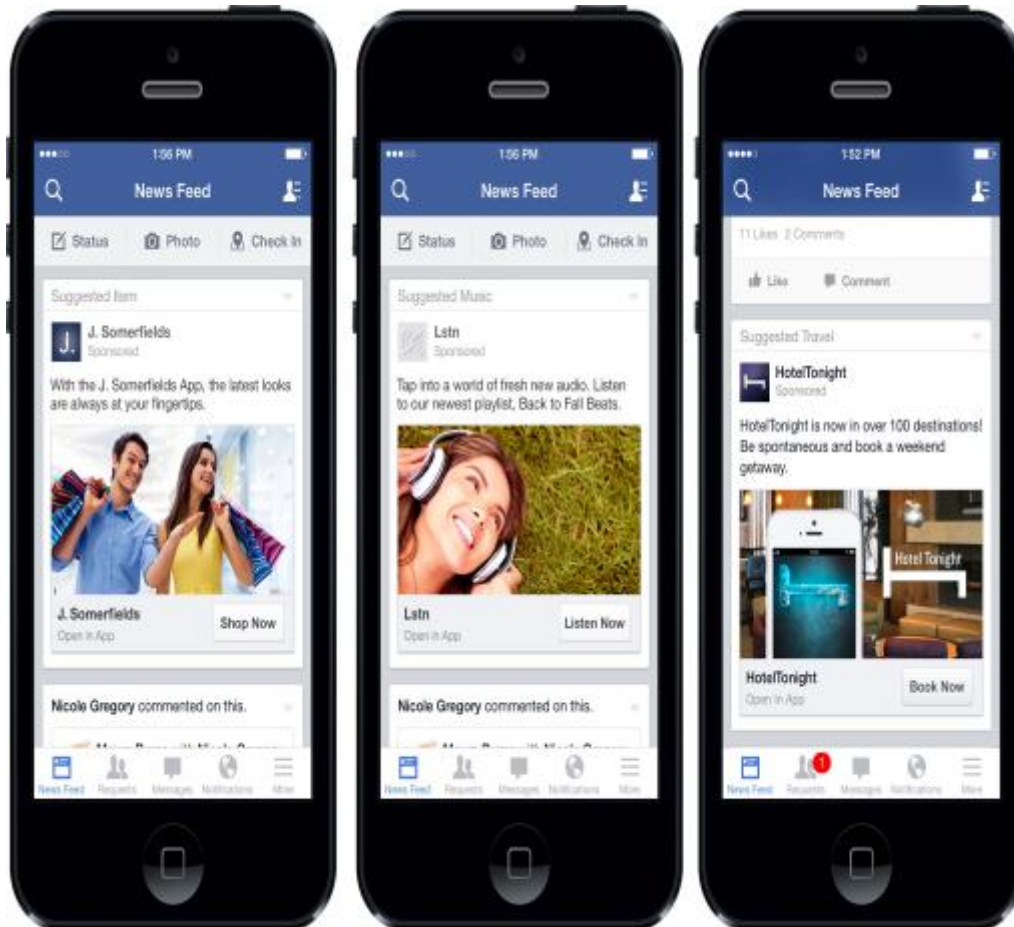 1:56 PM
News Feed
Status Photo Check In
Suggested Item
J. Somerfields
Sponsored
With the J. Somerfields App, the latest looks
are always at your fingertips.
J. Somerfields
Open in App
Shop Now
Nicole Gregory commented on this.
News Feed Requests Messages Notifications More
1:56 PM
News Feed
Status Photo Check In
Suggested Music
Lstn
Sponsored
Tap into a world of fresh new audio. Listen
to our newest playlist, Back to Fall Beats.
Lstn
Open in App
Listen Now
Nicole Gregory commented on this.
News Feed Requests Messages Notifications More
1:52 PM
News Feed
11 Likes 2 Comments
Like Comment
Suggested Travel
HotelTonight
Sponsored
HotelTonight is now in over 100 destinations!
Be spontaneous and book a weekend
getaway.
Hotel Tonight
HotelTonight
Open in App
Book Now
1
News Feed Requests Messages Notifications More